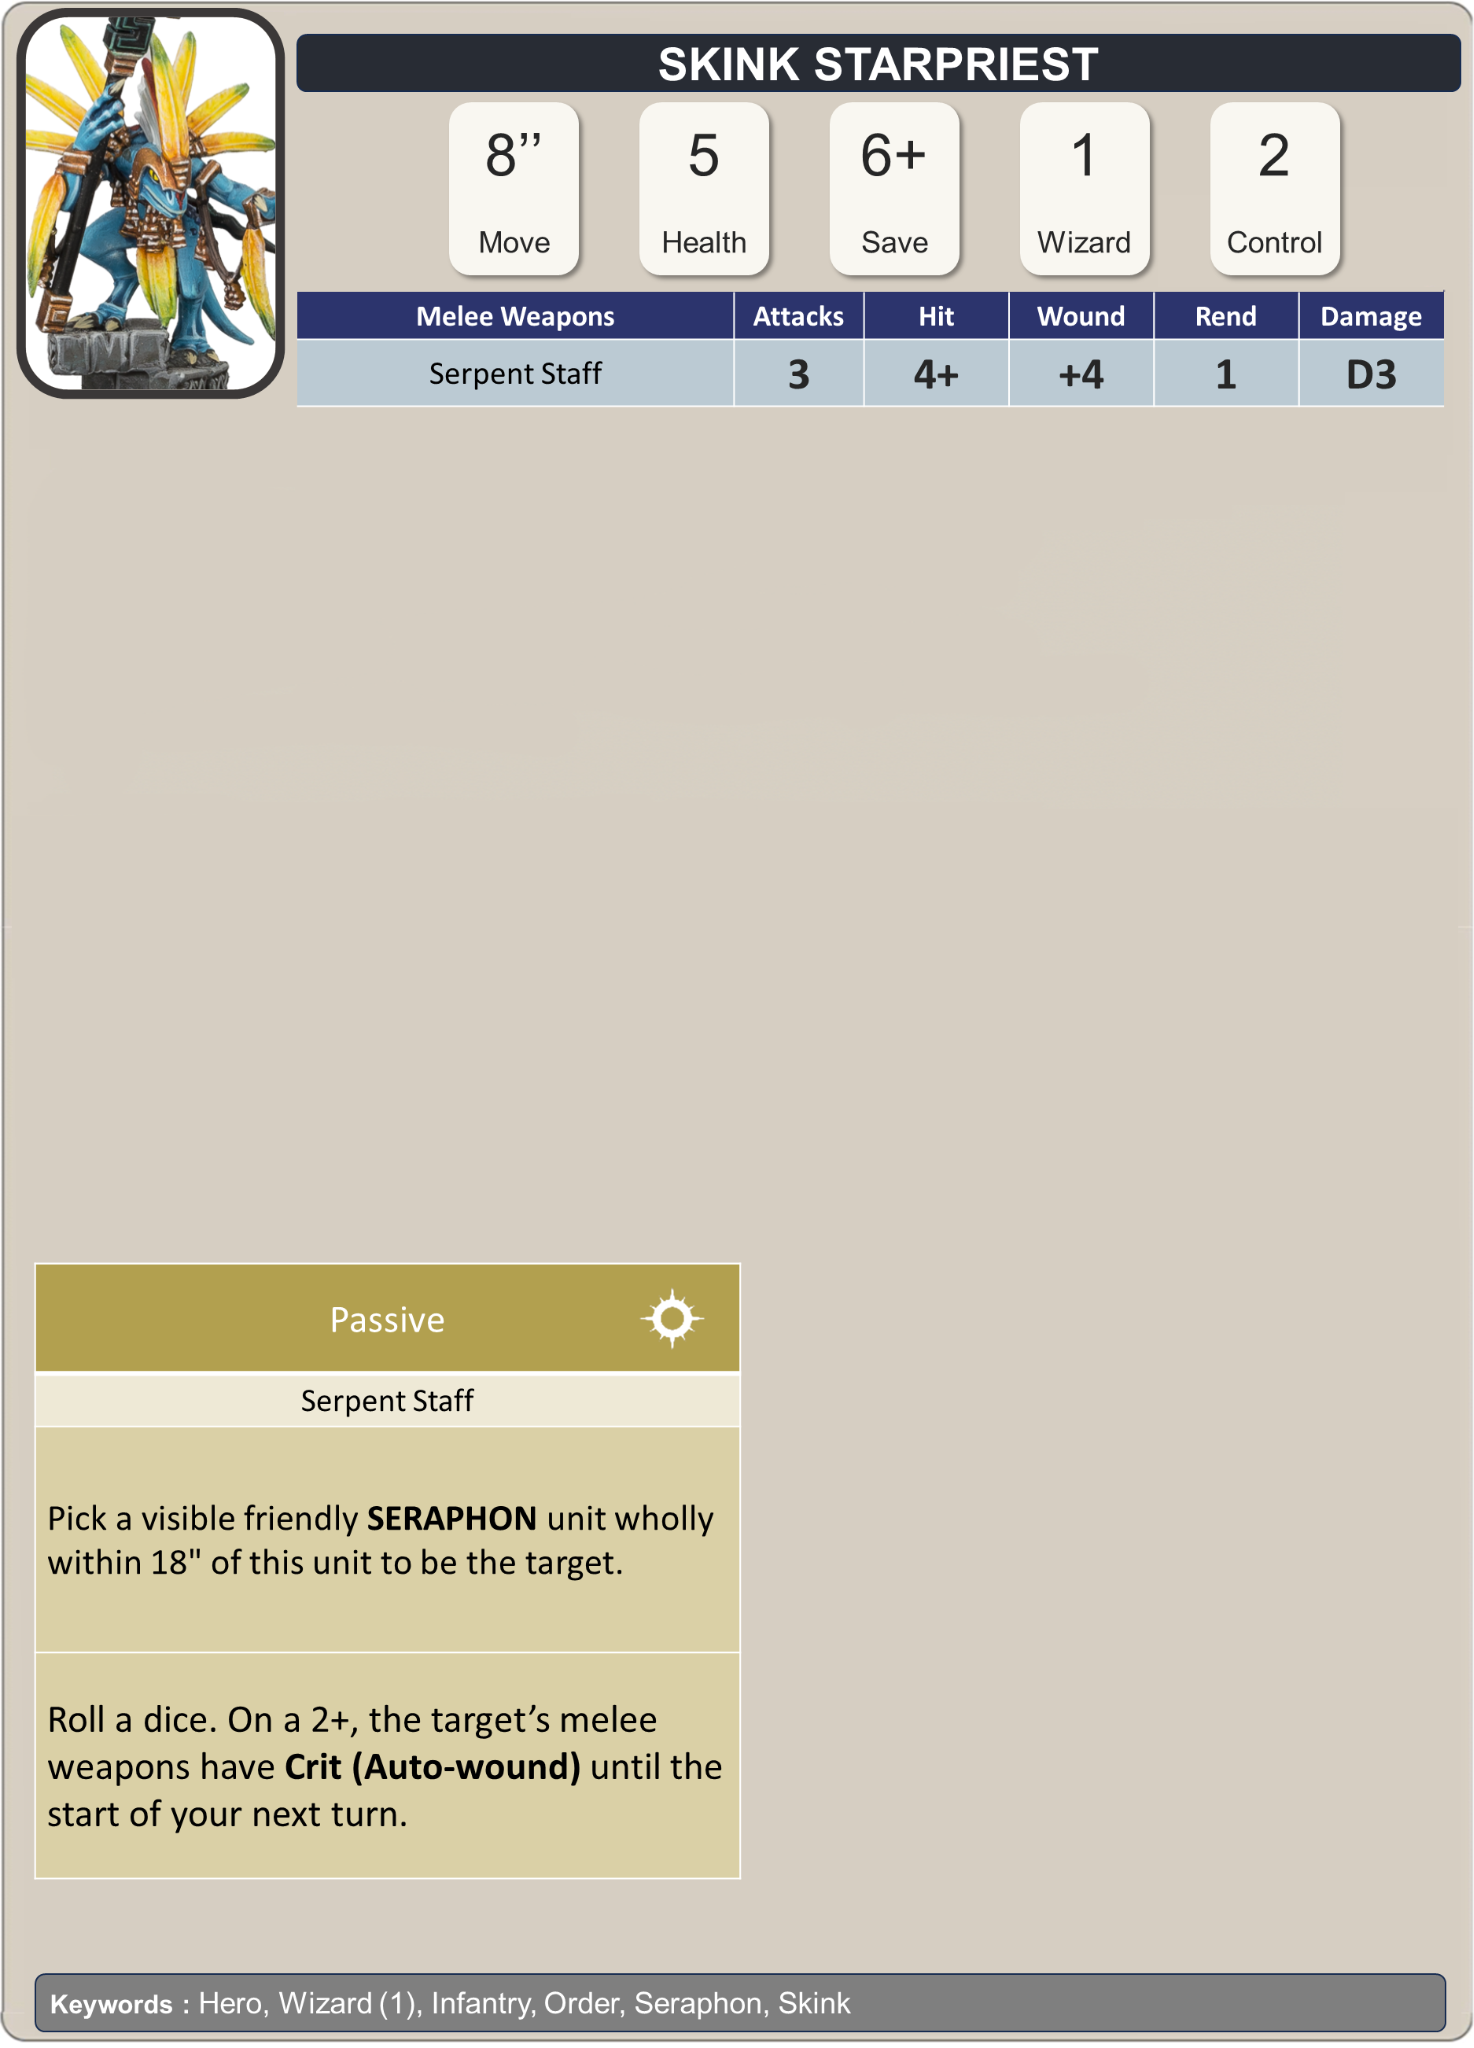 SKINK STARPRIEST
8’’ 5 6+ 1 2
Move Health Save Wizard Control
Melee Weapons Attacks Hit Wound Rend Damage
Serpent Staff 3 4+ +4 1 D3
Passive
Serpent Staff
Pick a visible friendly SERAPHON unit wholly
within 18" of this unit to be the target.
Roll a dice. On a 2+, the target’s melee
weapons have Crit (Auto-wound) until the
start of your next turn.
Keywords : Hero, Wizard (1), Infantry, Order, Seraphon, Skink